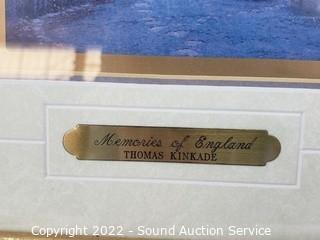 Memories of England
THOMAS KINKADE
Copyright 2022 - Sound Auction Service